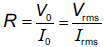 R = V₀/I₀ = Vrms/Irms